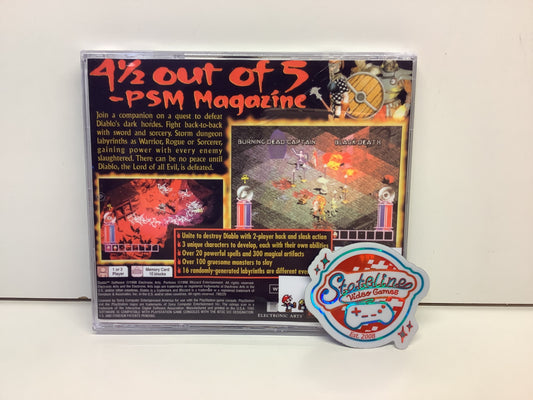 4½ out of 5
-PSM Magazine
Join a companion on a quest to defeat
Diablo's dark hordes. Fight back-to-back
with sword and sorcery. Storm dungeon
labyrinths as Warrior, Rogue or Sorcerer,
gaining power with every enemy
slaughtered. There can be no peace until
Diablo, the Lord of all Evil, is defeated.
BURNING DEAD CAPTAIN
BLACK DEATH
Unite to destroy Diablo with 2-player hack and slash action
3 unique characters to develop, each with their own abilities
Over 20 powerful spells and 300 magical artifacts
Over 100 gruesome monsters to slay
16 randomly-generated labyrinths are different eve
1 or 2
Player
Memory Card
10 blocks
ELECTRONIC ARTS
Stateline
Video Games
Est. 2009